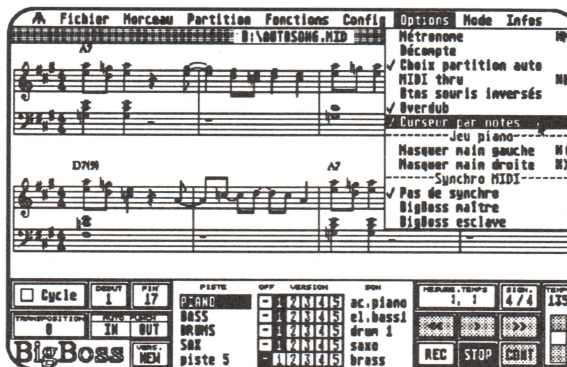 Fichier Morceau Partition Fonctions Config Options Mode Infos
B:\AUTOSONG.MID
Métronome
Décompte
✓ Choix partition auto
MIDI thru
Btns souris inversés
✓ Overdub
✓ Curseur par notes
Jeu piano
Masquer main gauche
Masquer main droite
Synchro MIDI
✓ Pas de synchro
BigBoss maître
BigBoss esclave
A9
D7(9) A7
Cycle
DEBUT 1
FIN 17
TRANSPOSITION 0
AUTO PUNCH IN OUT
BigBoss
VERS. NEW
PISTE OFF VERSION SON
PIANO - 1 2 3 4 5 ac.piano
BASS - 1 2 3 4 5 el.bass1
DRUMS - 1 2 3 4 5 drum 1
SAX - 1 2 3 4 5 saxo
piste 5 - 1 2 3 4 5 brass
MESURE.TEMPS 1, 1
SIGN. 4/4
135
<< > >>
REC STOP CONT